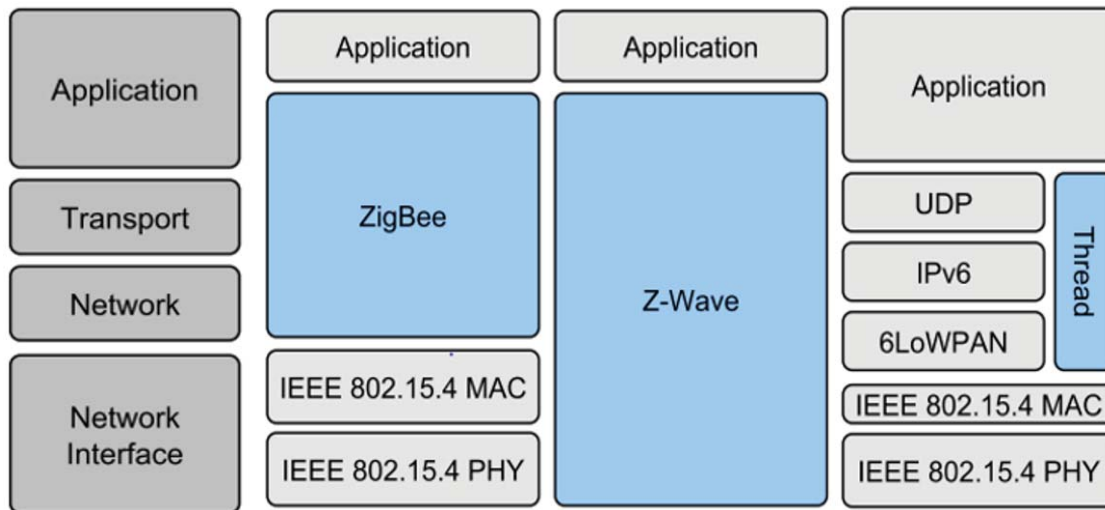 Application
Transport
Network
Network
Interface
Application
ZigBee
IEEE 802.15.4 MAC
IEEE 802.15.4 PHY
Application
Z-Wave
Application
UDP
IPv6
6LoWPAN
Thread
IEEE 802.15.4 MAC
IEEE 802.15.4 PHY